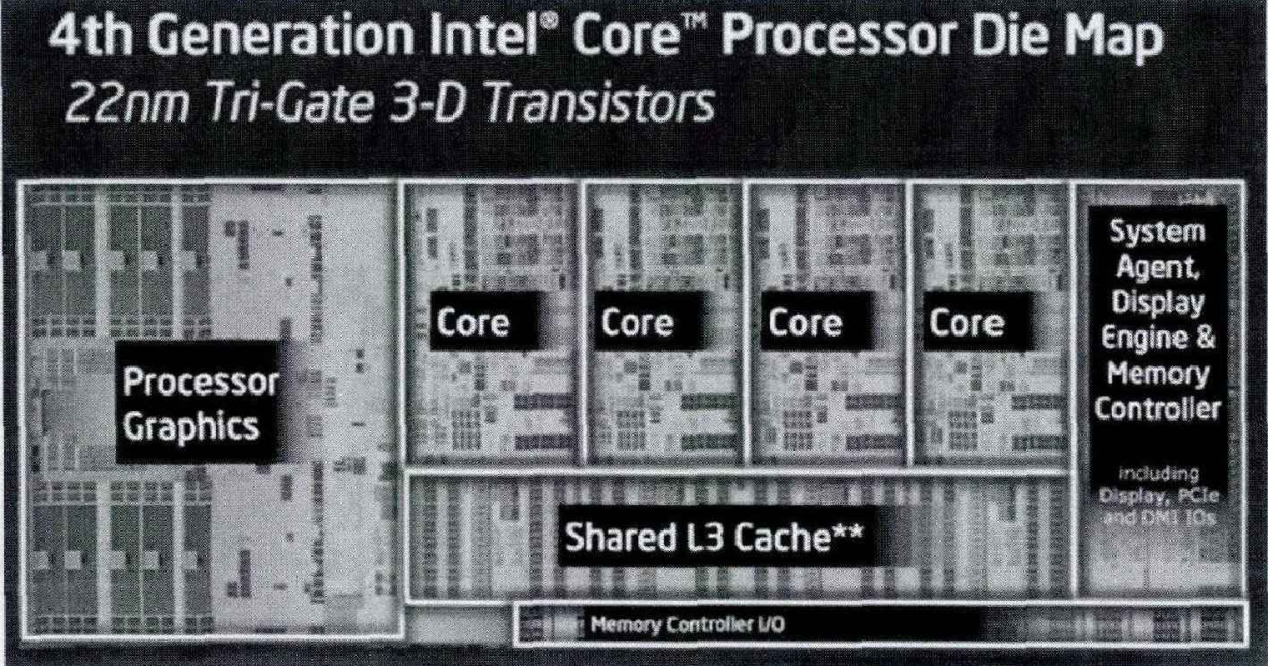 4th Generation Intel® Core™ Processor Die Map
22nm Tri-Gate 3-D Transistors
Processor
Graphics
Core
Core
Core
Core
System
Agent,
Display
Engine &
Memory
Controller
including
Display, PCIe
and DMI IOs
Shared L3 Cache**
Memory Controller I/O